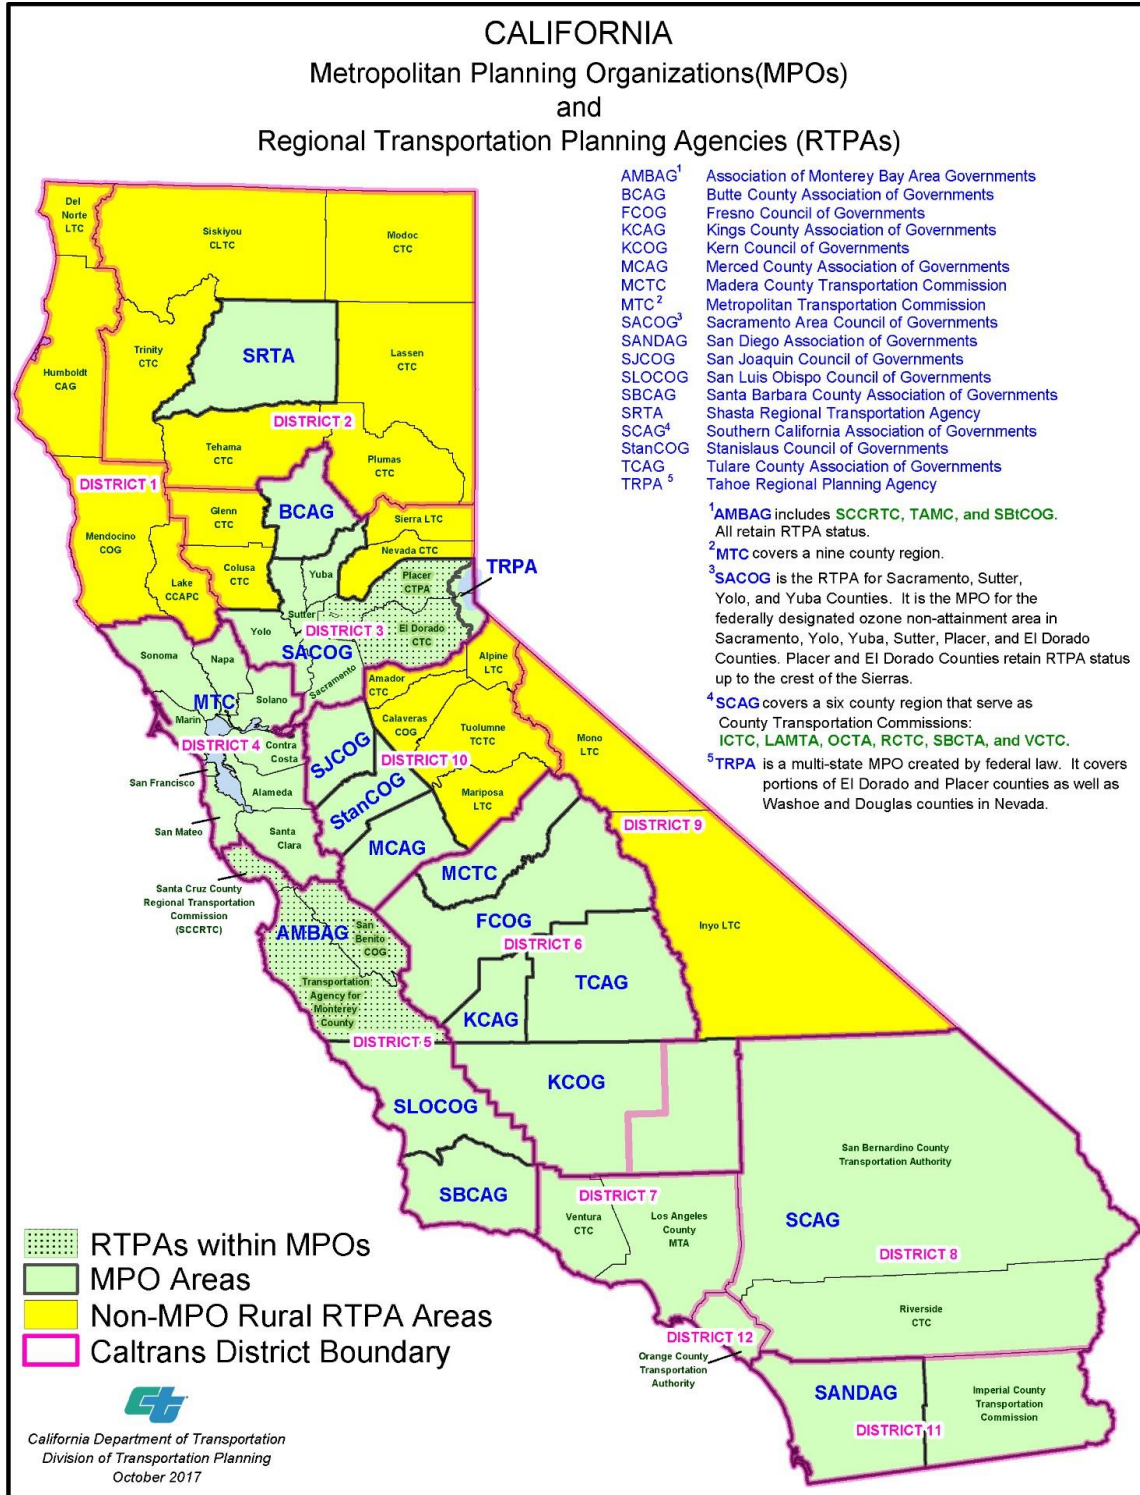 CALIFORNIA
Metropolitan Planning Organizations(MPOs)
and
Regional Transportation Planning Agencies (RTPAs)
AMBAG1 Association of Monterey Bay Area Governments
BCAG Butte County Association of Governments
FCOG Fresno Council of Governments
KCAG Kings County Association of Governments
KCOG Kern Council of Governments
MCAG Merced County Association of Governments
MCTC Madera County Transportation Commission
MTC2 Metropolitan Transportation Commission
SACOG3 Sacramento Area Council of Governments
SANDAG San Diego Association of Governments
SJCOG San Joaquin Council of Governments
SLOCOG San Luis Obispo Council of Governments
SBCAG Santa Barbara County Association of Governments
SRTA Shasta Regional Transportation Agency
SCAG4 Southern California Association of Governments
StanCOG Stanislaus Council of Governments
TCAG Tulare County Association of Governments
TRPA 5 Tahoe Regional Planning Agency
1AMBAG includes SCCRTC, TAMC, and SBtCOG.
All retain RTPA status.
2MTC covers a nine county region.
3SACOG is the RTPA for Sacramento, Sutter,
Yolo, and Yuba Counties. It is the MPO for the
federally designated ozone non-attainment area in
Sacramento, Yolo, Yuba, Sutter, Placer, and El Dorado
Counties. Placer and El Dorado Counties retain RTPA status
up to the crest of the Sierras.
4 SCAG covers a six county region that serve as
County Transportation Commissions:
ICTC, LAMTA, OCTA, RCTC, SBCTA, and VCTC.
5TRPA is a multi-state MPO created by federal law. It covers
portions of El Dorado and Placer counties as well as
Washoe and Douglas counties in Nevada.
Del
Norte
LTC
Siskiyou
CLTC
Modoc
CTC
Humboldt
CAG
Trinity
CTC
SRTA
Lassen
CTC
DISTRICT 2
Tehama
CTC
Plumas
CTC
DISTRICT 1
Mendocino
COG
Glenn
CTC
BCAG
Sierra LTC
Nevada CTC
Lake
CCAPC
Colusa
CTC
Yuba
Sutter
Placer
CTPA
TRPA
DISTRICT 3
El Dorado
CTC
Yolo
SACOG
Sacramento
Sonoma
Napa
Solano
MTC
Marin
DISTRICT 4
Contra
Costa
San Francisco
Alameda
San Mateo
Santa
Clara
Amador
CTC
Alpine
LTC
Calaveras
COG
Tuolumne
TCTC
Mono
LTC
SJCOG
DISTRICT 10
StanCOG
Mariposa
LTC
MCAG
MCTC
DISTRICT 9
Inyo LTC
Santa Cruz County
Regional Transportation
Commission
(SCCRTC)
AMBAG
San
Benito
COG
Transportation
Agency for
Monterey
County
DISTRICT 5
FCOG
DISTRICT 6
TCAG
KCAG
KCOG
SLOCOG
SBCAG
DISTRICT 7
Ventura
CTC
Los Angeles
County
MTA
San Bernardino County
Transportation Authority
SCAG
DISTRICT 8
Riverside
CTC
DISTRICT 12
Orange County
Transportation
Authority
SANDAG
Imperial County
Transportation
Commission
DISTRICT 11
RTPAs within MPOs
MPO Areas
Non-MPO Rural RTPA Areas
Caltrans District Boundary
ct
California Department of Transportation
Division of Transportation Planning
October 2017